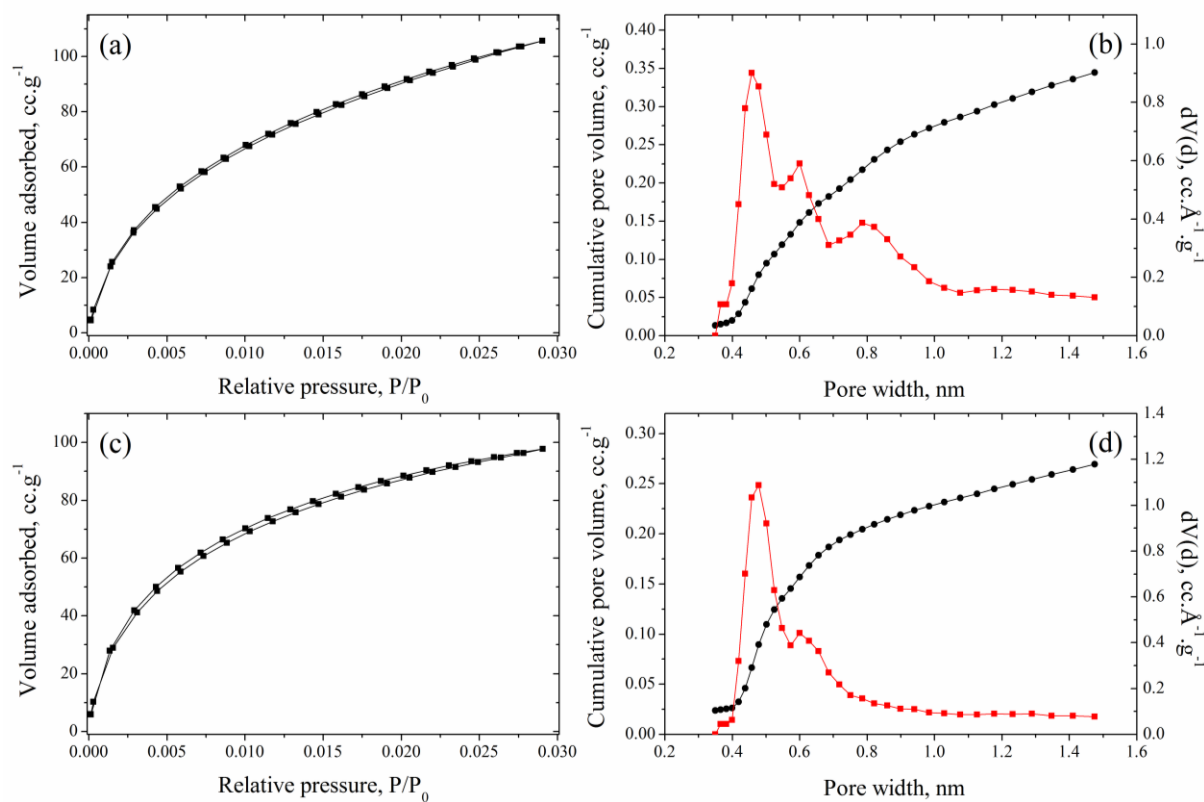 (a)
Volume adsorbed, cc.g-1
100
80
60
40
20
0
0.000 0.005 0.010 0.015 0.020 0.025 0.030
Relative pressure, P/P0
(b)
Cumulative pore volume, cc.g-1
0.40
0.35
0.30
0.25
0.20
0.15
0.10
0.05
0.00
0.2 0.4 0.6 0.8 1.0 1.2 1.4 1.6
Pore width, nm
1.0
0.8
0.6
0.4
0.2
0.0
dV(d), cc.Å-1.g-1
(c)
Volume adsorbed, cc.g-1
100
80
60
40
20
0
0.000 0.005 0.010 0.015 0.020 0.025 0.030
Relative pressure, P/P0
(d)
Cumulative pore volume, cc.g-1
0.30
0.25
0.20
0.15
0.10
0.05
0.00
0.2 0.4 0.6 0.8 1.0 1.2 1.4 1.6
Pore width, nm
1.4
1.2
1.0
0.8
0.6
0.4
0.2
0.0
dV(d), cc.Å-1.g-1